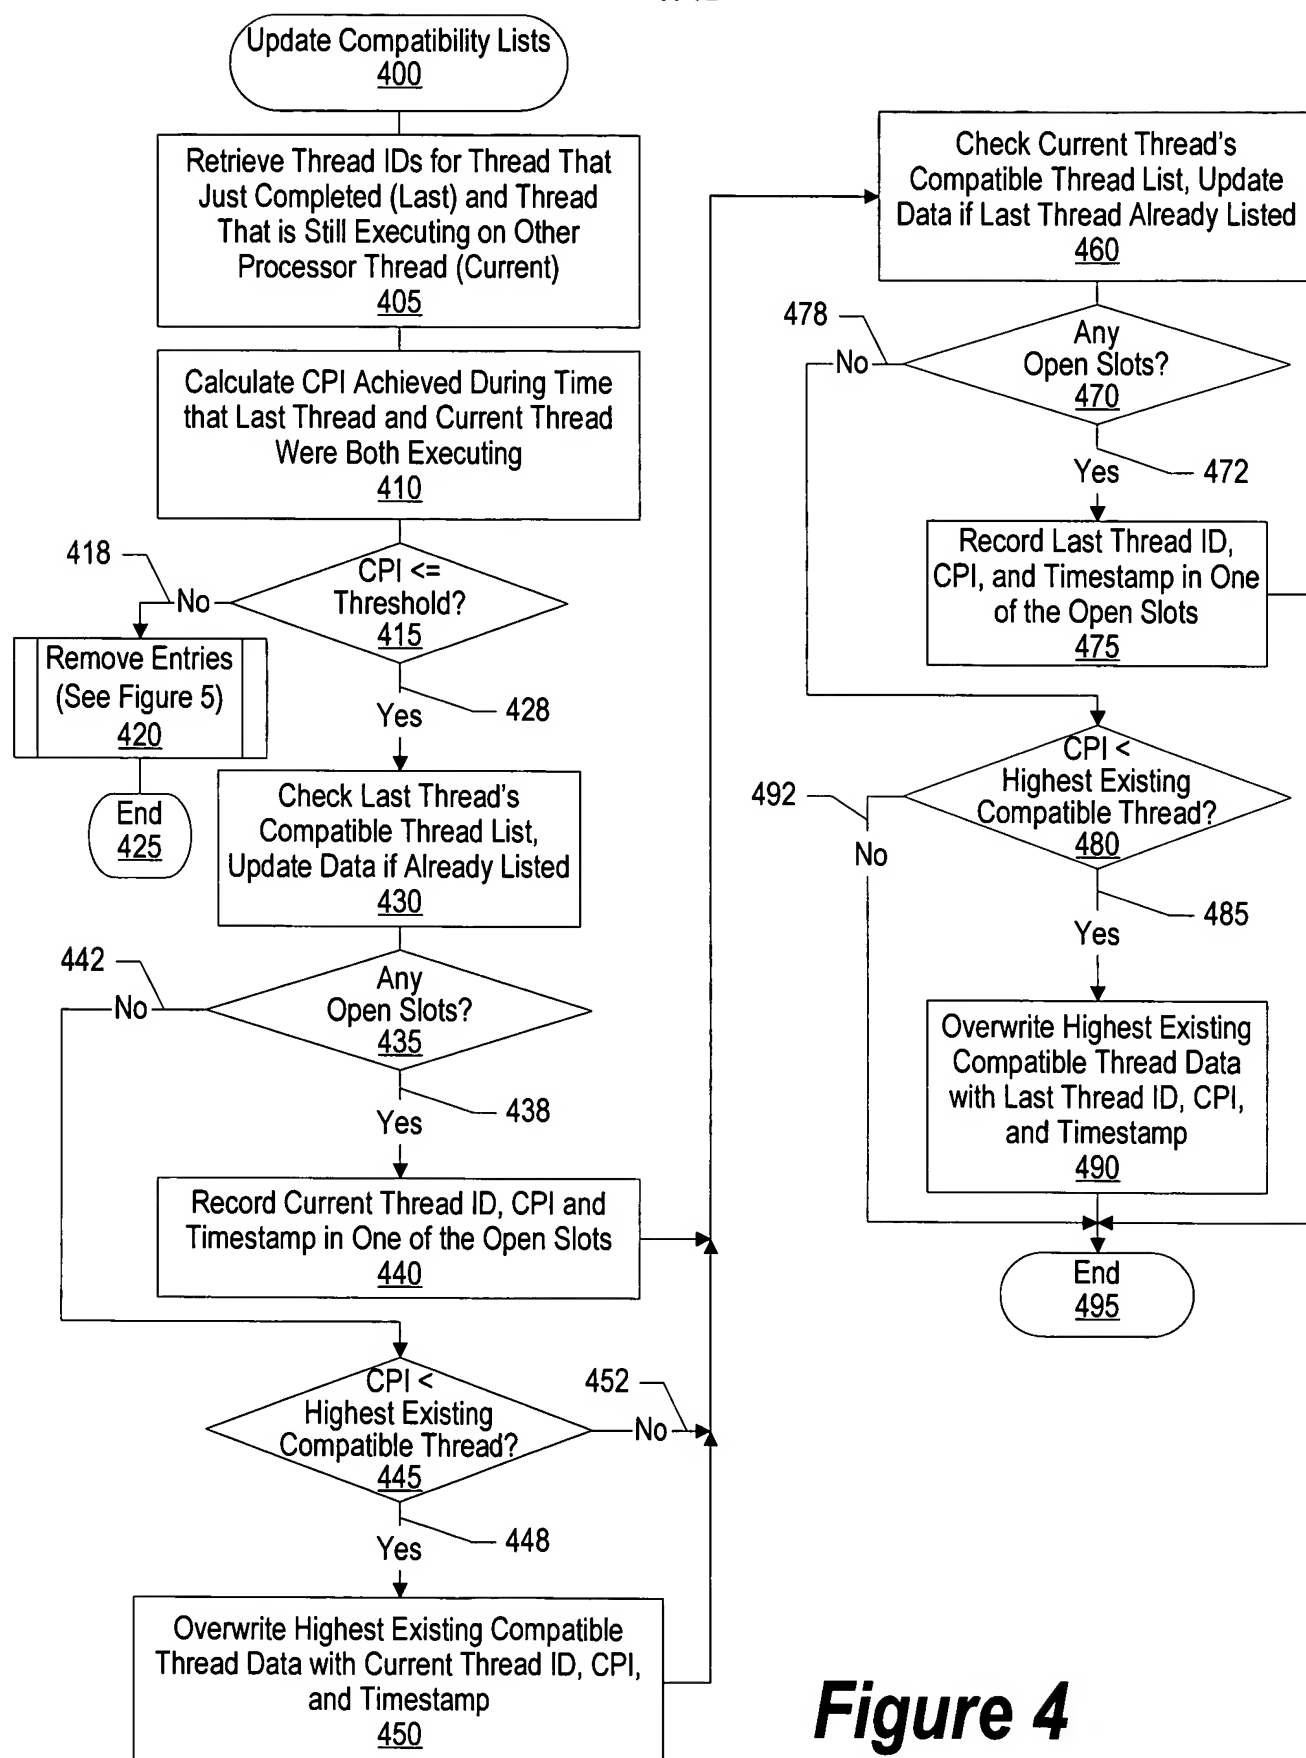 Update Compatibility Lists
400
Retrieve Thread IDs for Thread That
Just Completed (Last) and Thread
That is Still Executing on Other
Processor Thread (Current)
405
Calculate CPI Achieved During Time
that Last Thread and Current Thread
Were Both Executing
410
418
No
CPI <=
Threshold?
415
Remove Entries
(See Figure 5)
420
End
425
428
Yes
Check Last Thread's
Compatible Thread List,
Update Data if Already Listed
430
442
No
Any
Open Slots?
435
438
Yes
Record Current Thread ID, CPI and
Timestamp in One of the Open Slots
440
CPI <
Highest Existing
Compatible Thread?
445
452
No
448
Yes
Overwrite Highest Existing Compatible
Thread Data with Current Thread ID, CPI,
and Timestamp
450
Check Current Thread's
Compatible Thread List, Update
Data if Last Thread Already Listed
460
478
No
Any
Open Slots?
470
472
Yes
Record Last Thread ID,
CPI, and Timestamp in One
of the Open Slots
475
CPI <
Highest Existing
Compatible Thread?
480
492
No
485
Yes
Overwrite Highest Existing
Compatible Thread Data
with Last Thread ID, CPI,
and Timestamp
490
End
495
Figure 4